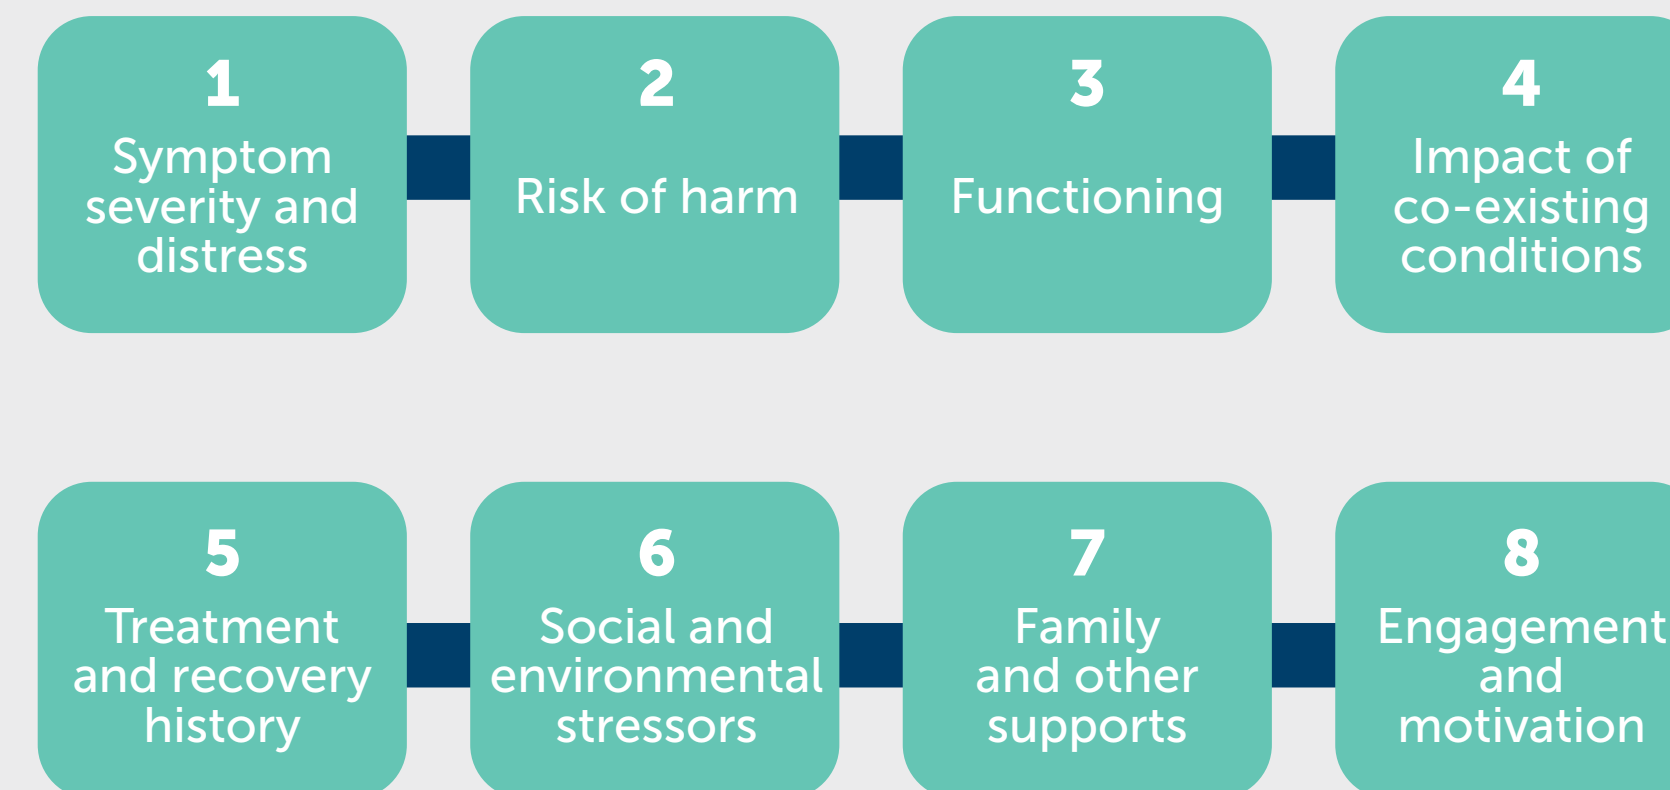 1
Symptom
severity and
distress
2
Risk of harm
3
Functioning
4
Impact of
co-existing
conditions
5
Treatment
and recovery
history
6
Social and
environmental
stressors
7
Family
and other
supports
8
Engagement
and
motivation